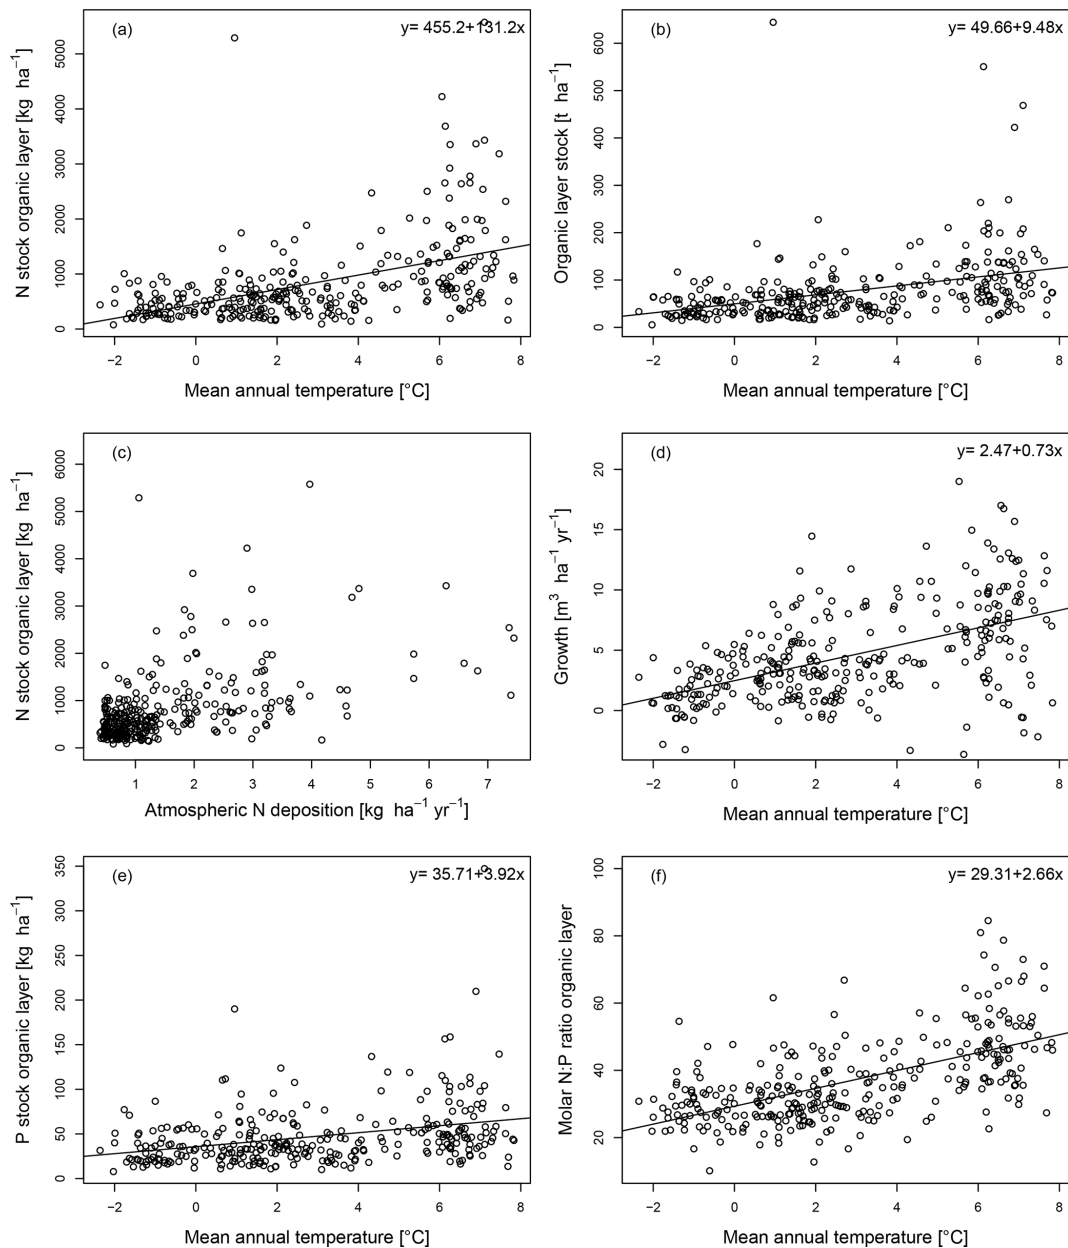 (a)
y= 455.2+131.2x
N stock organic layer [kg ha⁻¹]
0
1000
2000
3000
4000
5000
−2 0 2 4 6 8
Mean annual temperature [°C]
(b)
y= 49.66+9.48x
Organic layer stock [t ha⁻¹]
0
100
200
300
400
500
600
−2 0 2 4 6 8
Mean annual temperature [°C]
(c)
N stock organic layer [kg ha⁻¹]
0
1000
2000
3000
4000
5000
6000
1 2 3 4 5 6 7
Atmospheric N deposition [kg ha⁻¹ yr⁻¹]
(d)
y= 2.47+0.73x
Growth [m³ ha⁻¹ yr⁻¹]
0
5
10
15
20
−2 0 2 4 6 8
Mean annual temperature [°C]
(e)
y= 35.71+3.92x
P stock organic layer [kg ha⁻¹]
0
50
100
150
200
250
300
350
−2 0 2 4 6 8
Mean annual temperature [°C]
(f)
y= 29.31+2.66x
Molar N:P ratio organic layer
20
40
60
80
100
−2 0 2 4 6 8
Mean annual temperature [°C]